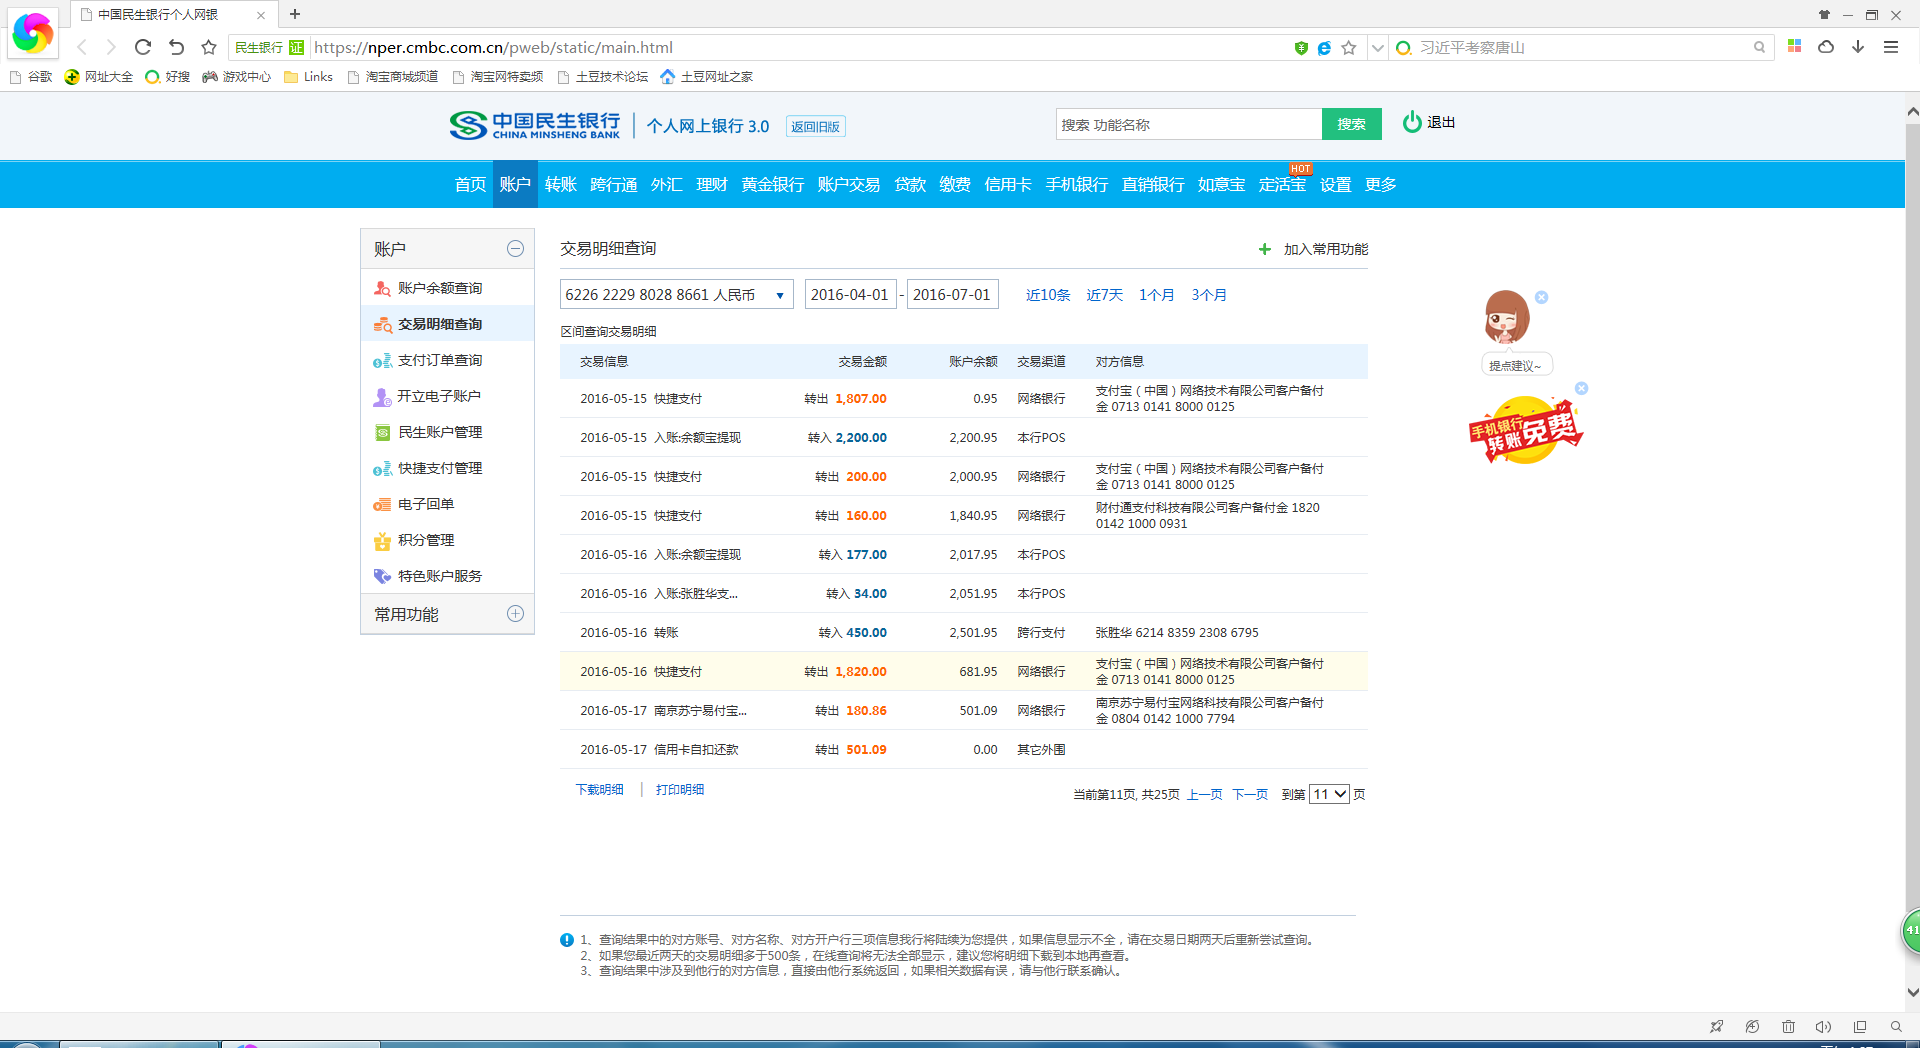 中国民生银行个人网银
民生银行 证 https://nper.cmbc.com.cn/pweb/static/main.html
习近平考察唐山
谷歌 网址大全 好搜 游戏中心 Links 淘宝商城频道 淘宝网特卖频 土豆技术论坛 土豆网址之家
中国民生银行
CHINA MINSHENG BANK
个人网上银行 3.0 返回旧版
搜索 功能名称 搜索 退出
HOT
首页 账户 转账 跨行通 外汇 理财 黄金银行 账户交易 贷款 缴费 信用卡 手机银行 直销银行 如意宝 定活宝 设置 更多
账户
账户余额查询
交易明细查询
支付订单查询
开立电子账户
民生账户管理
快捷支付管理
电子回单
积分管理
特色账户服务
常用功能
交易明细查询 加入常用功能
6226 2229 8028 8661 人民币 2016-04-01 - 2016-07-01 近10条 近7天 1个月 3个月
区间查询交易明细
交易信息 交易金额 账户余额 交易渠道 对方信息
2016-05-15 快捷支付 转出 1,807.00 0.95 网络银行 支付宝（中国）网络技术有限公司客户备付
金 0713 0141 8000 0125
2016-05-15 入账:余额宝提现 转入 2,200.00 2,200.95 本行POS
2016-05-15 快捷支付 转出 200.00 2,000.95 网络银行 支付宝（中国）网络技术有限公司客户备付
金 0713 0141 8000 0125
2016-05-15 快捷支付 转出 160.00 1,840.95 网络银行 财付通支付科技有限公司客户备付金 1820
0142 1000 0931
2016-05-16 入账:余额宝提现 转入 177.00 2,017.95 本行POS
2016-05-16 入账:张胜华支... 转入 34.00 2,051.95 本行POS
2016-05-16 转账 转入 450.00 2,501.95 跨行支付 张胜华 6214 8359 2308 6795
2016-05-16 快捷支付 转出 1,820.00 681.95 网络银行 支付宝（中国）网络技术有限公司客户备付
金 0713 0141 8000 0125
2016-05-17 南京苏宁易付宝... 转出 180.86 501.09 网络银行 南京苏宁易付宝网络科技有限公司客户备付
金 0804 0142 1000 7794
2016-05-17 信用卡自扣还款 转出 501.09 0.00 其它外围
下载明细 | 打印明细
当前第11页, 共25页 上一页 下一页 到第 11 页
提点建议~
手机银行
转账免费
1、查询结果中的对方账号、对方名称、对方开户行三项信息我行将陆续为您提供，如果信息显示不全，请在交易日期两天后重新尝试查询。
2、如果您最近两天的交易明细多于500条，在线查询将无法全部显示，建议您将明细下载到本地再查看。
3、查询结果中涉及到他行的对方信息，直接由他行系统返回，如果相关数据有误，请与他行联系确认。
41